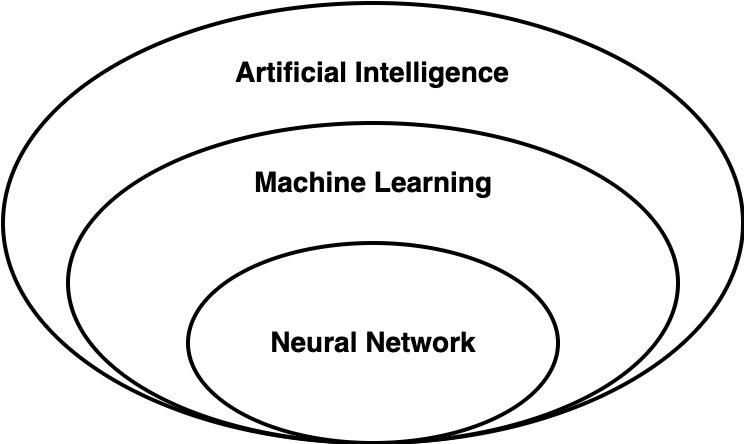 Artificial Intelligence
Machine Learning
Neural Network